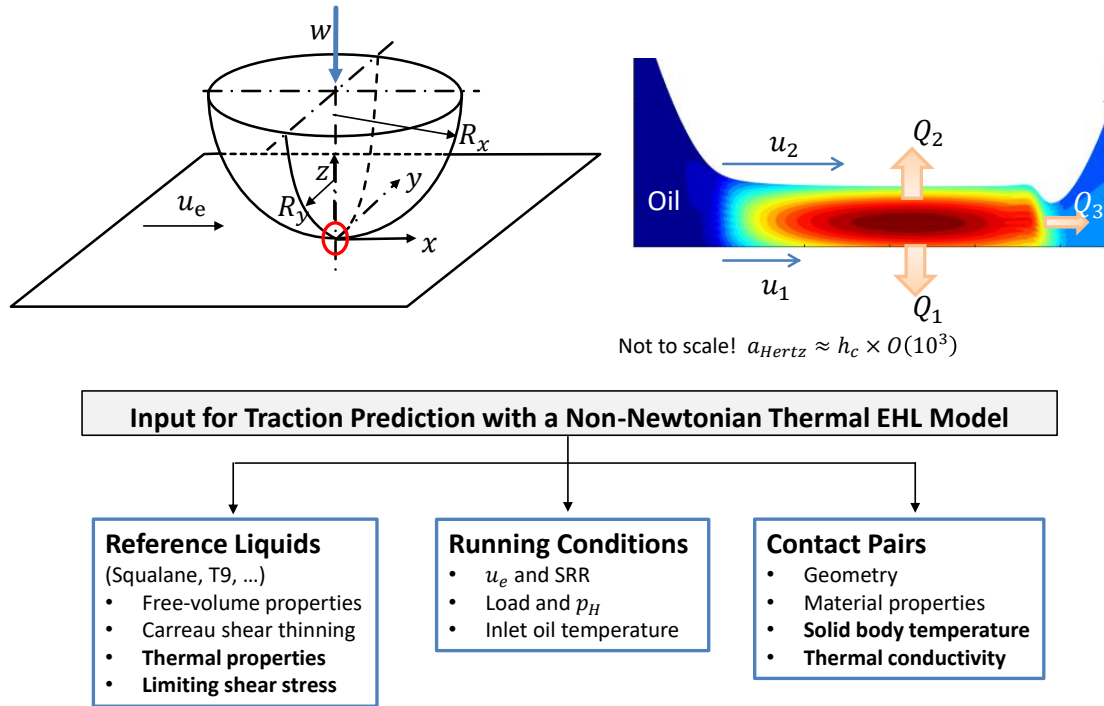 w
R_x
z
y
R_y
u_e
x
u_2
Q_2
Oil
Q_3
u_1
Q_1
Not to scale! a_{Hertz} ≈ h_c × O(10^3)
Input for Traction Prediction with a Non-Newtonian Thermal EHL Model
Reference Liquids
(Squalane, T9, ...)
• Free-volume properties
• Carreau shear thinning
• Thermal properties
• Limiting shear stress
Running Conditions
• u_e and SRR
• Load and p_H
• Inlet oil temperature
Contact Pairs
• Geometry
• Material properties
• Solid body temperature
• Thermal conductivity